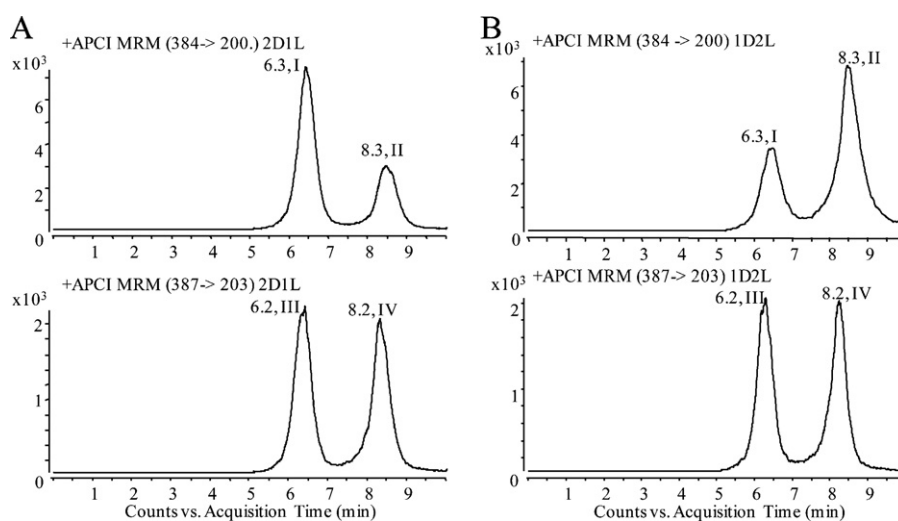 A
+APCI MRM (384-> 200.) 2D1L
x10³
6.3, I
8.3, II
6
4
2
0
1 2 3 4 5 6 7 8 9
+APCI MRM (387-> 203) 2D1L
x10³
6.2, III
8.2, IV
2
1
0
1 2 3 4 5 6 7 8 9
Counts vs. Acquisition Time (min)
B
+APCI MRM (384 -> 200) 1D2L
x10³
8.3, II
6.3, I
6
4
2
0
1 2 3 4 5 6 7 8 9
+APCI MRM (387-> 203) 1D2L
x10³
6.2, III
8.2, IV
2
1
0
1 2 3 4 5 6 7 8 9
Counts vs. Acquisition Time (min)